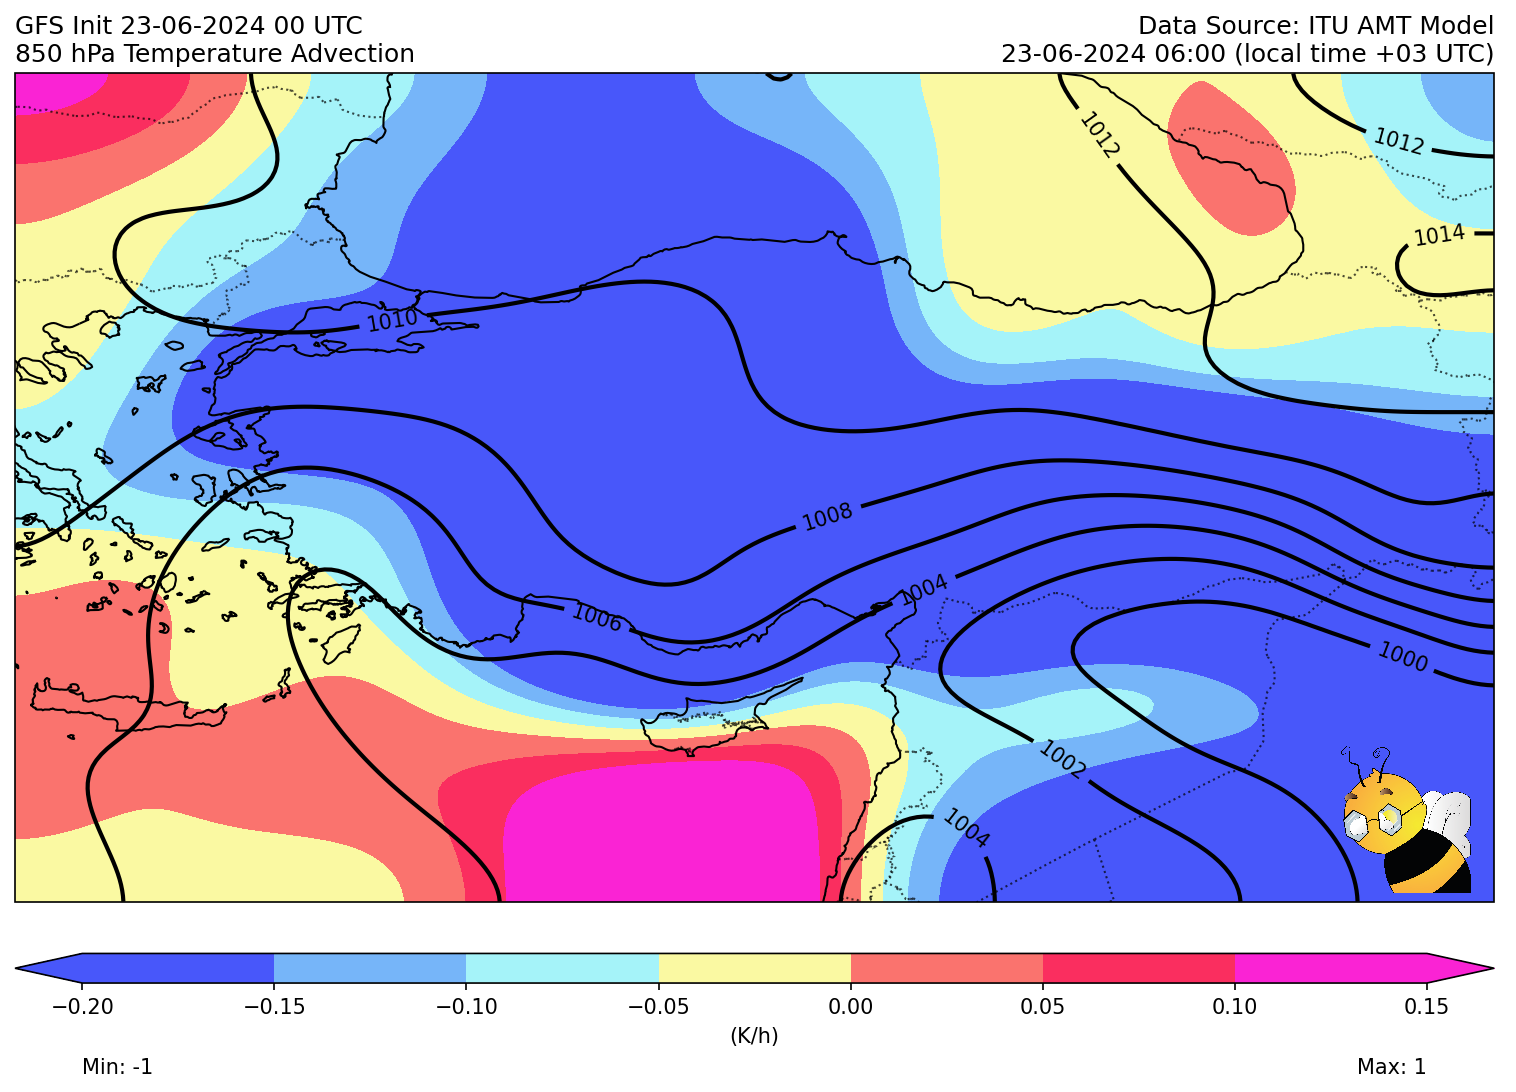 GFS Init 23-06-2024 00 UTC
Data Source: ITU AMT Model
850 hPa Temperature Advection
23-06-2024 06:00 (local time +03 UTC)
1012
1012
1014
1010
1008
1004
1006
1000
1002
1004
−0.20
−0.15
−0.10
−0.05
0.00
0.05
0.10
0.15
(K/h)
Min: -1
Max: 1